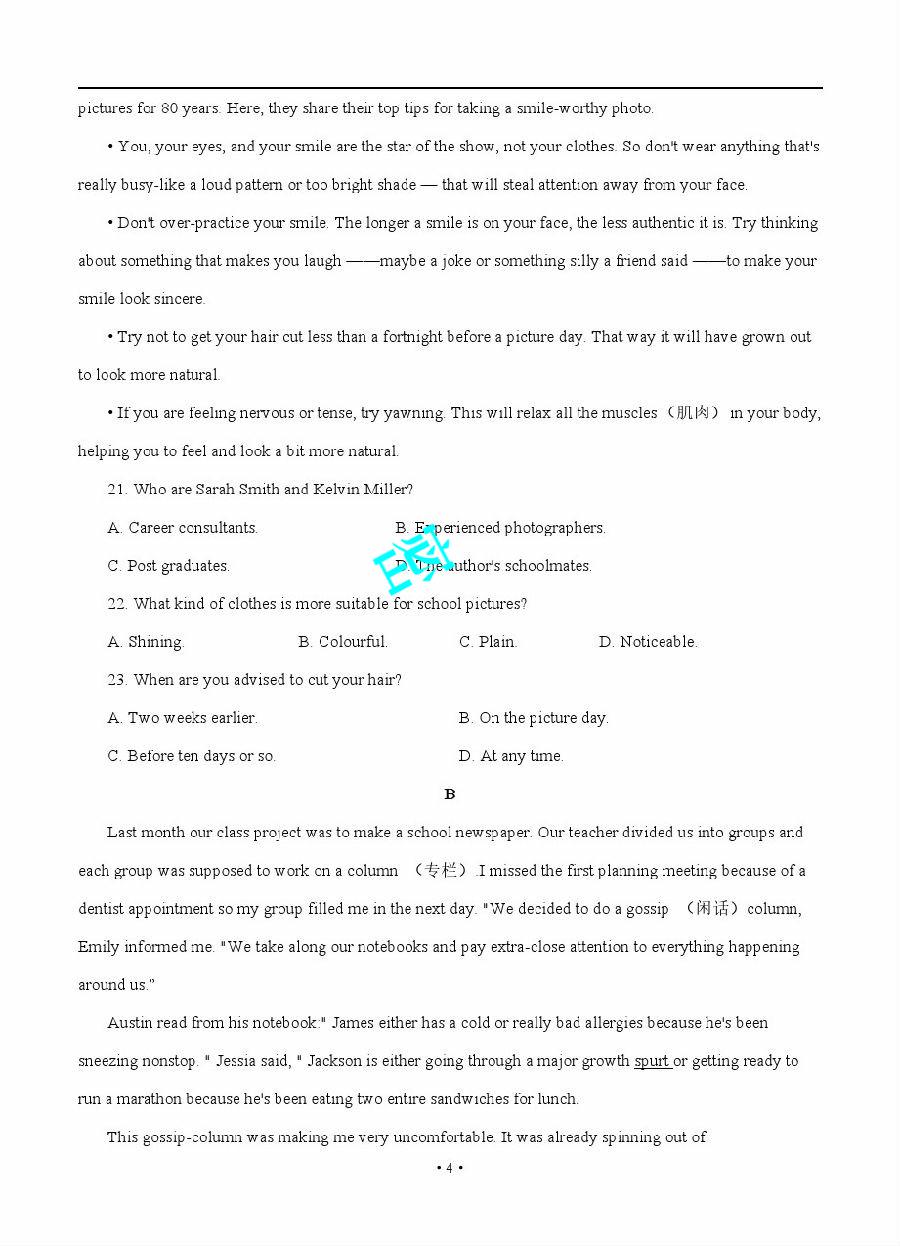 pictures for 80 years. Here, they share their top tips for taking a smile-worthy photo.
• You, your eyes, and your smile are the star of the show, not your clothes. So don't wear anything that's
really busy-like a loud pattern or too bright shade — that will steal attention away from your face.
• Don't over-practice your smile. The longer a smile is on your face, the less authentic it is. Try thinking
about something that makes you laugh ——maybe a joke or something silly a friend said ——to make your
smile look sincere.
• Try not to get your hair cut less than a fortnight before a picture day. That way it will have grown out
to look more natural.
• If you are feeling nervous or tense, try yawning. This will relax all the muscles（肌肉） in your body,
helping you to feel and look a bit more natural.
21. Who are Sarah Smith and Kelvin Miller?
A. Career consultants. B. Experienced photographers.
C. Post graduates. D. The author's schoolmates.
22. What kind of clothes is more suitable for school pictures?
A. Shining. B. Colourful. C. Plain. D. Noticeable.
23. When are you advised to cut your hair?
A. Two weeks earlier. B. On the picture day.
C. Before ten days or so. D. At any time.
B
Last month our class project was to make a school newspaper. Our teacher divided us into groups and
each group was supposed to work on a column （专栏）.I missed the first planning meeting because of a
dentist appointment so my group filled me in the next day. "We decided to do a gossip （闲话）column,
Emily informed me. "We take along our notebooks and pay extra-close attention to everything happening
around us."
Austin read from his notebook:" James either has a cold or really bad allergies because he's been
sneezing nonstop. " Jessia said, " Jackson is either going through a major growth spurt or getting ready to
run a marathon because he's been eating two entire sandwiches for lunch.
This gossip-column was making me very uncomfortable. It was already spinning out of
• 4 •